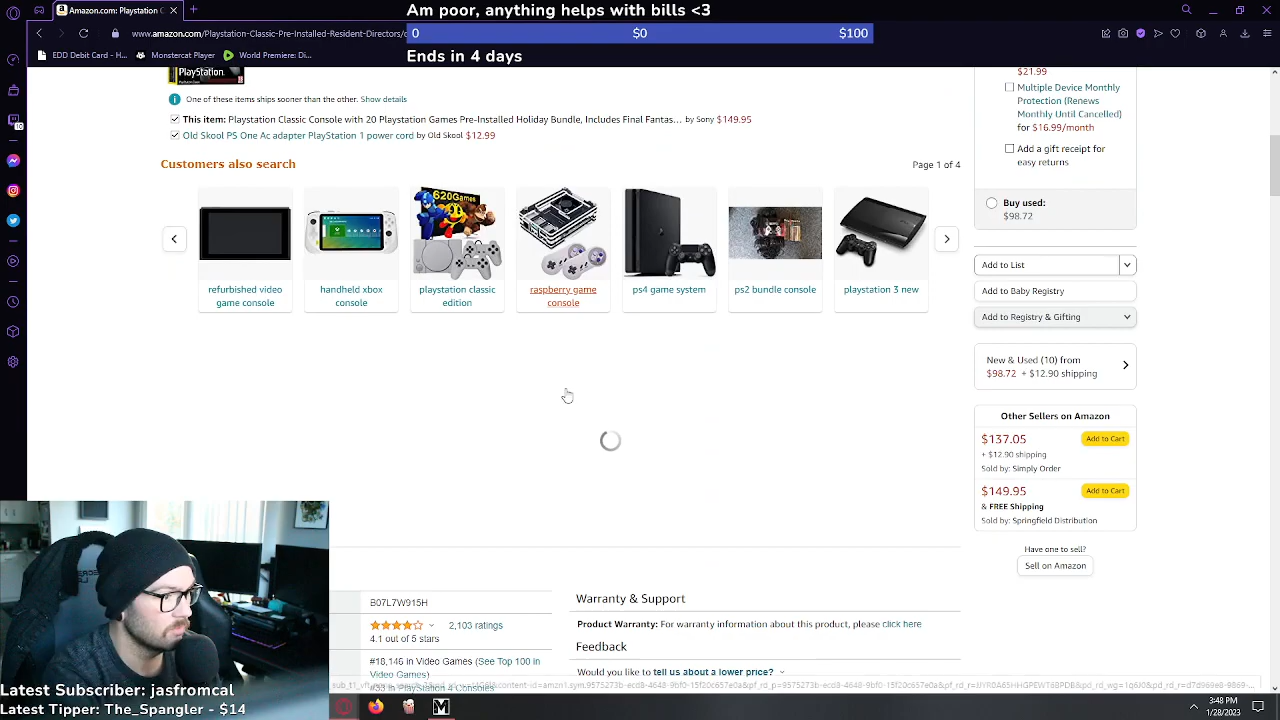 Amazon.com: Playstation C
Am poor, anything helps with bills <3
www.amazon.com/Playstation-Classic-Pre-Installed-Resident-Directors/
0 $0 $100
EDD Debit Card - H...
Monstercat Player
World Premiere: Di...
Ends in 4 days
PlayStation
One of these items ships sooner than the other. Show details
This item: Playstation Classic Console with 20 Playstation Games Pre-Installed Holiday Bundle, Includes Final Fantas... by Sony $149.95
Old Skool PS One Ac adapter PlayStation 1 power cord by Old Skool $12.99
Customers also search
Page 1 of 4
620Games
refurbished video game console
handheld xbox console
playstation classic edition
raspberry game console
ps4 game system
ps2 bundle console
playstation 3 new
$21.99
Multiple Device Monthly
Protection (Renews
Monthly Until Cancelled)
for $16.99/month
Add a gift receipt for
easy returns
Buy used:
$98.72
Add to List
Add to Baby Registry
Add to Registry & Gifting
New & Used (10) from
$98.72 + $12.90 shipping
Other Sellers on Amazon
$137.05 Add to Cart
+ $12.90 shipping
Sold by: Simply Order
$149.95 Add to Cart
& FREE Shipping
Sold by: Springfield Distribution
Have one to sell?
Sell on Amazon
B07L7W915H
2,103 ratings
4.1 out of 5 stars
#18,146 in Video Games (See Top 100 in
Video Games)
#33 in PlayStation 4 Consoles
Warranty & Support
Product Warranty: For warranty information about this product, please click here
Feedback
Would you like to tell us about a lower price?
Latest Subscriber: jasfromcal
Latest Tipper: The_Spangler - $14
3:48 PM
1/28/2023